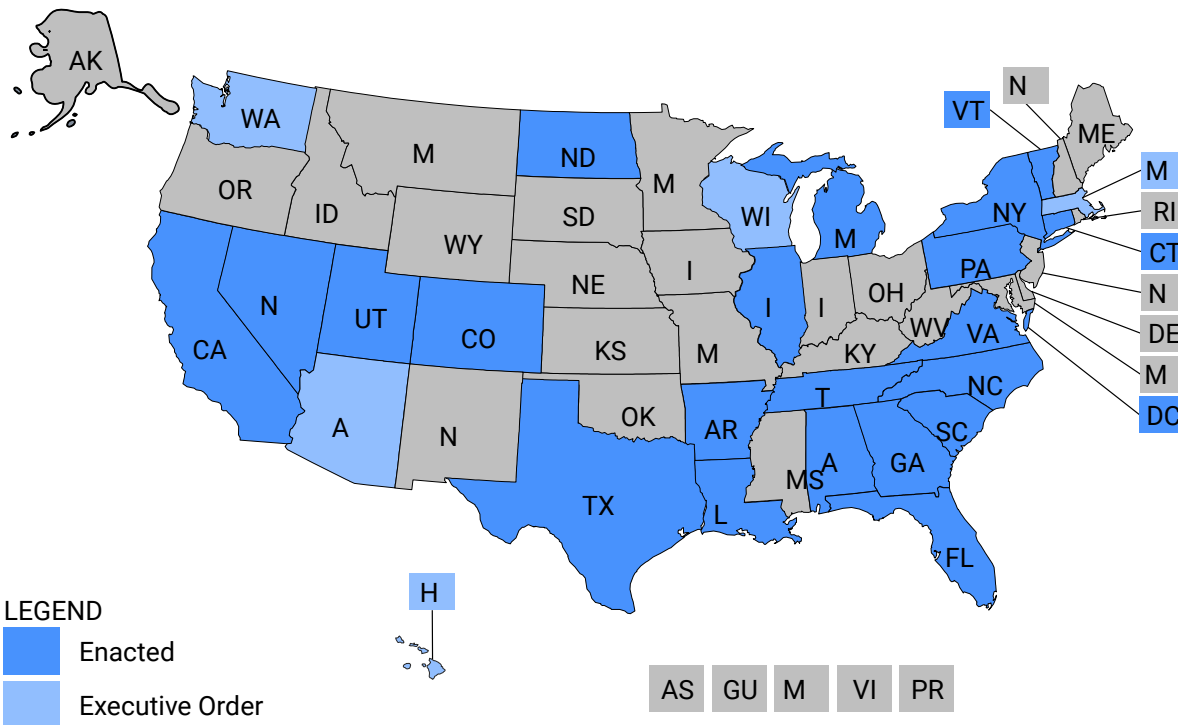 AK
WA
M
ND
M
VT
N
ME
OR
ID
WY
SD
WI
M
NY
M
RI
CT
N
UT
CO
NE
I
I
I
OH
PA
N
DE
M
DC
CA
KS
M
KY
WV
VA
A
N
OK
AR
T
NC
SC
TX
L
MS
A
GA
FL
H
LEGEND
Enacted
Executive Order
AS
GU
M
VI
PR